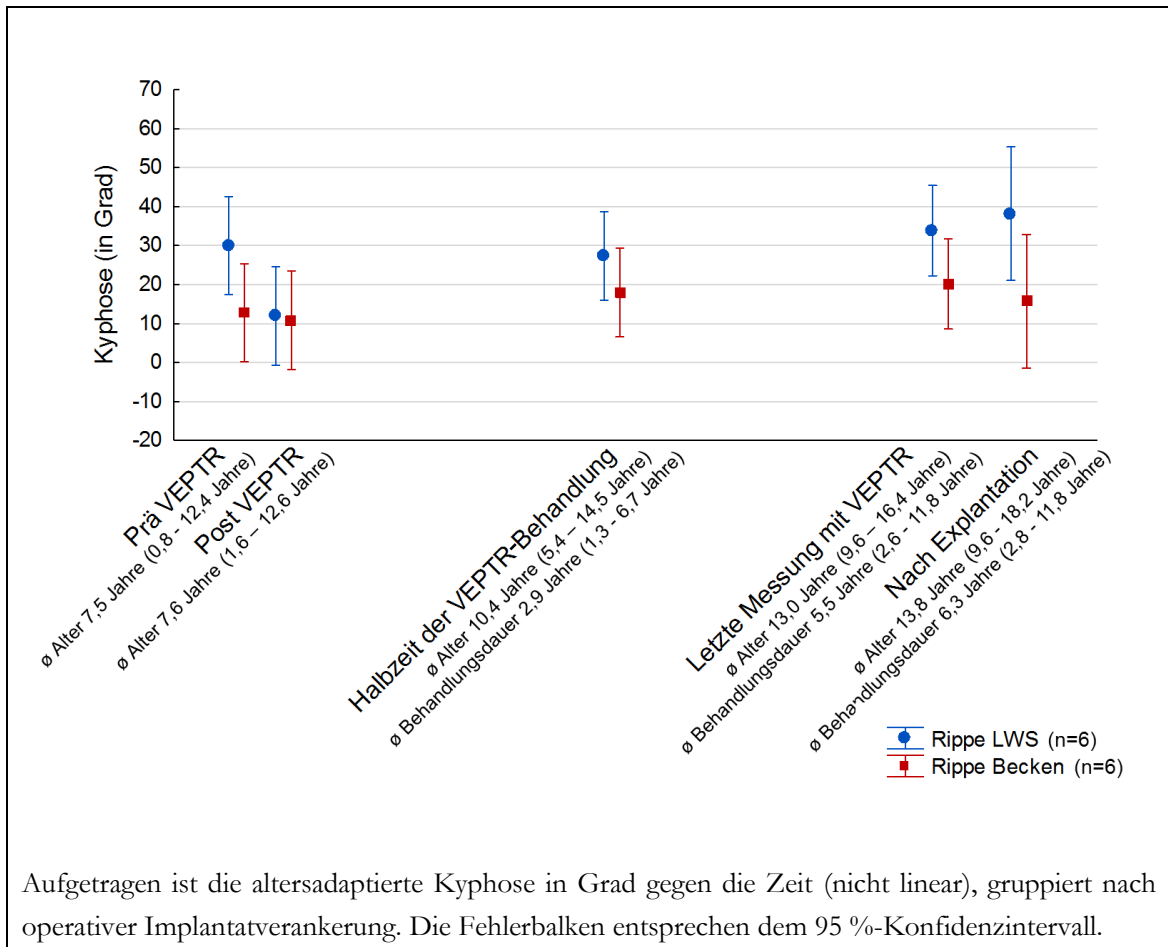 70
60
50
40
30
20
10
0
-10
-20
Kyphose (in Grad)
Prä VEPTR
ø Alter 7,5 Jahre (0,8 - 12,4 Jahre)
Post VEPTR
ø Alter 7,6 Jahre (1,6 – 12,6 Jahre)
Halbzeit der VEPTR-Behandlung
ø Alter 10,4 Jahre (5,4 – 14,5 Jahre)
ø Behandlungsdauer 2,9 Jahre (1,3 - 6,7 Jahre)
Letzte Messung mit VEPTR
ø Alter 13,0 Jahre (9,6 – 16,4 Jahre)
ø Behandlungsdauer 5,5 Jahre (2,6 - 11,8 Jahre)
Nach Explantation
ø Alter 13,8 Jahre (9,6 - 18,2 Jahre)
ø Behandlungsdauer 6,3 Jahre (2,8 - 11,8 Jahre)
Rippe LWS (n=6)
Rippe Becken (n=6)
Aufgetragen ist die altersadaptierte Kyphose in Grad gegen die Zeit (nicht linear), gruppiert nach
operativer Implantatverankerung. Die Fehlerbalken entsprechen dem 95 %-Konfidenzintervall.